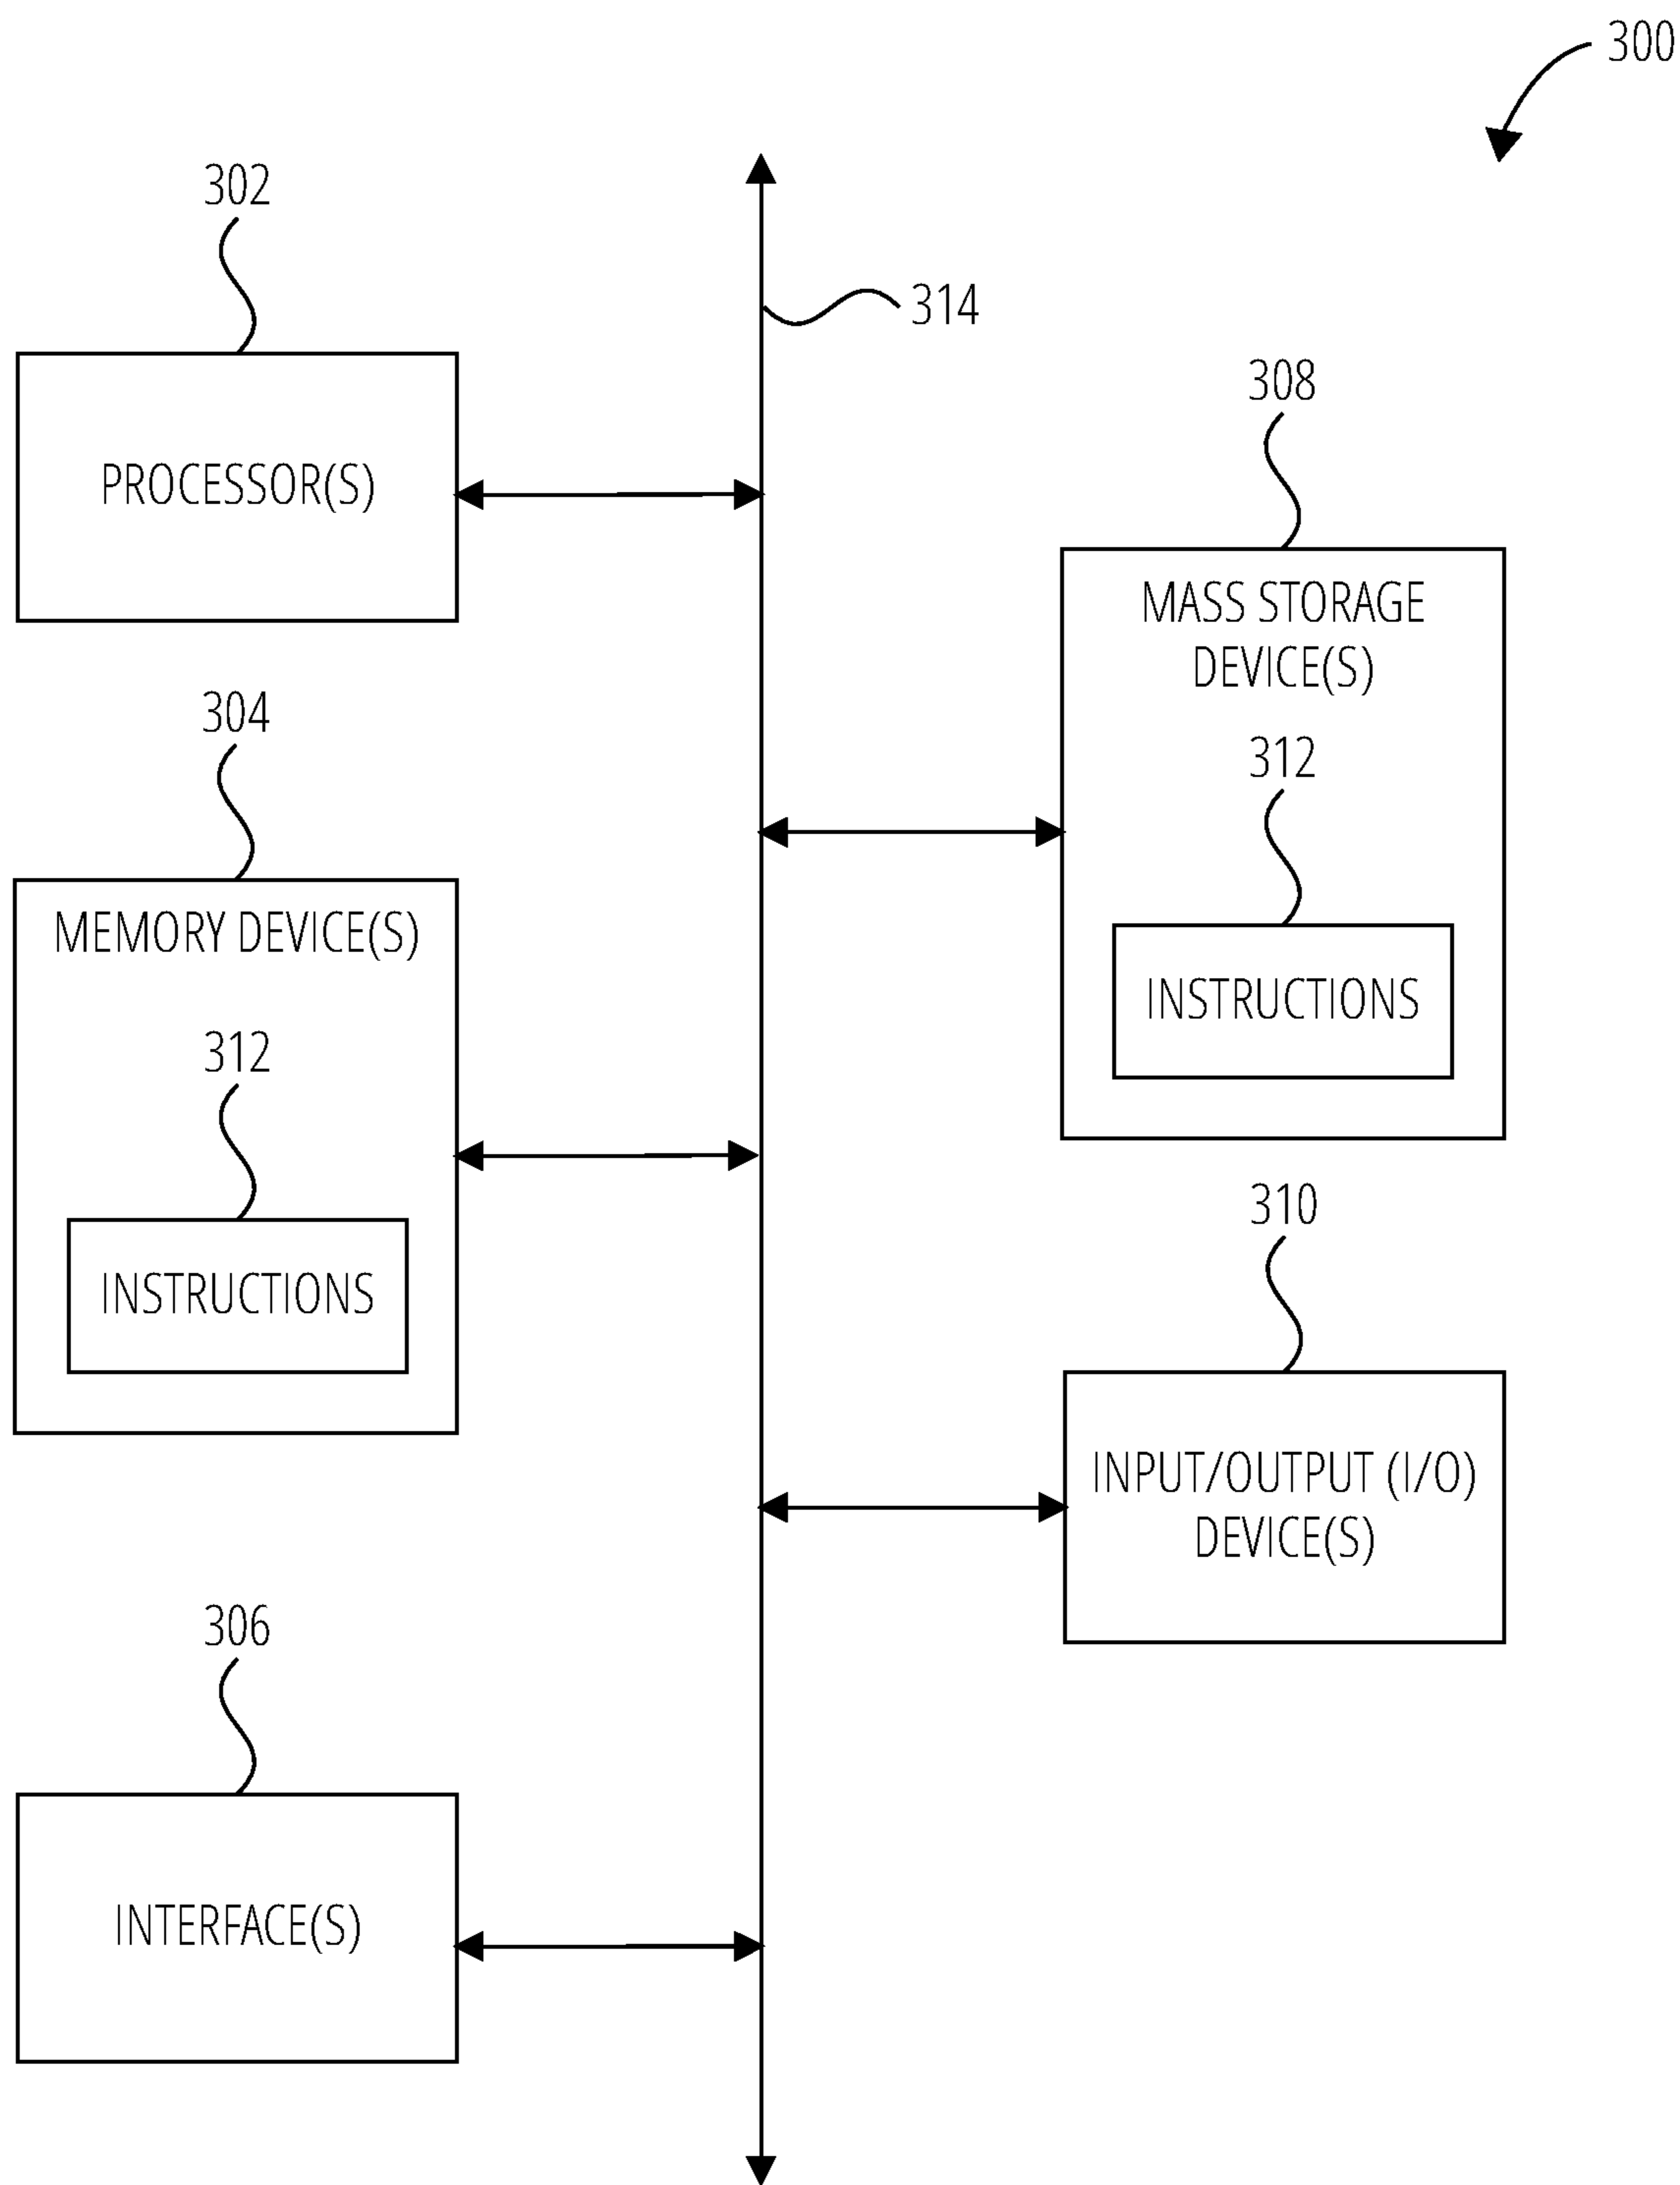 300
302
314
PROCESSOR(S)
308
MASS STORAGE
DEVICE(S)
304
312
MEMORY DEVICE(S)
INSTRUCTIONS
312
310
INSTRUCTIONS
INPUT/OUTPUT (I/O)
DEVICE(S)
306
INTERFACE(S)